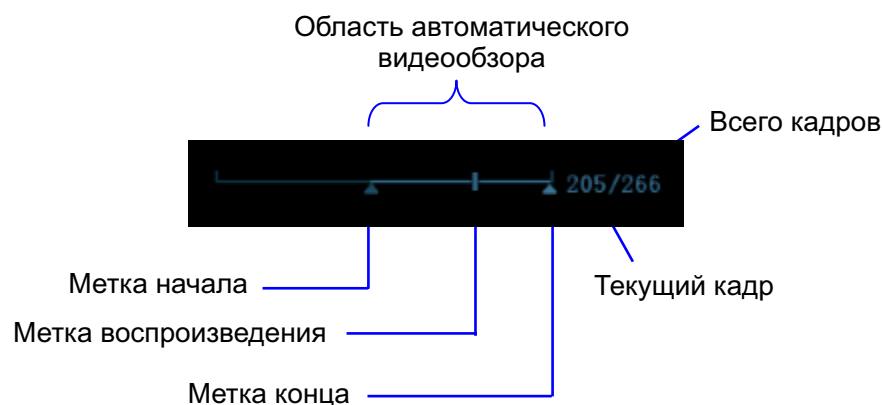 Область автоматического
видеообзора
Всего кадров
205/266
Метка начала
Текущий кадр
Метка воспроизведения
Метка конца